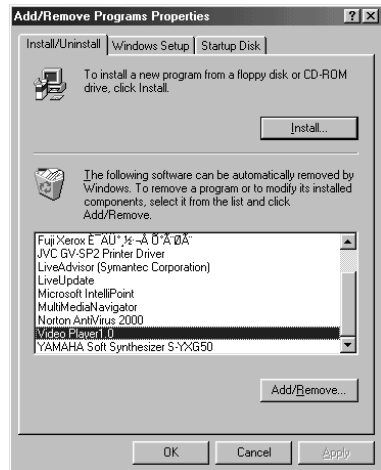 Add/Remove Programs Properties
Install/Uninstall Windows Setup Startup Disk
To install a new program from a floppy disk or CD-ROM
drive, click Install.
Install...
The following software can be automatically removed by
Windows. To remove a program or to modify its installed
components, select it from the list and click
Add/Remove.
Fuji Xerox
JVC GV-SP2 Printer Driver
LiveAdvisor (Symantec Corporation)
LiveUpdate
Microsoft IntelliPoint
MultiMediaNavigator
Norton AntiVirus 2000
Video Player1.0
YAMAHA Soft Synthesizer S-YXG50
Add/Remove...
OK Cancel Apply